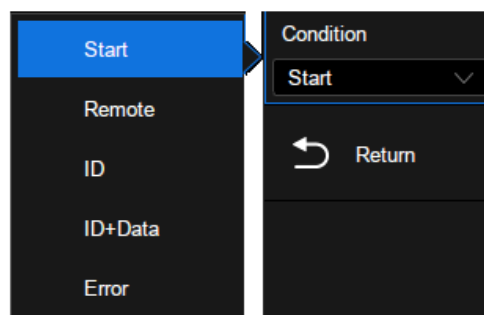 Start
Remote
ID
ID+Data
Error
Condition
Start
Return